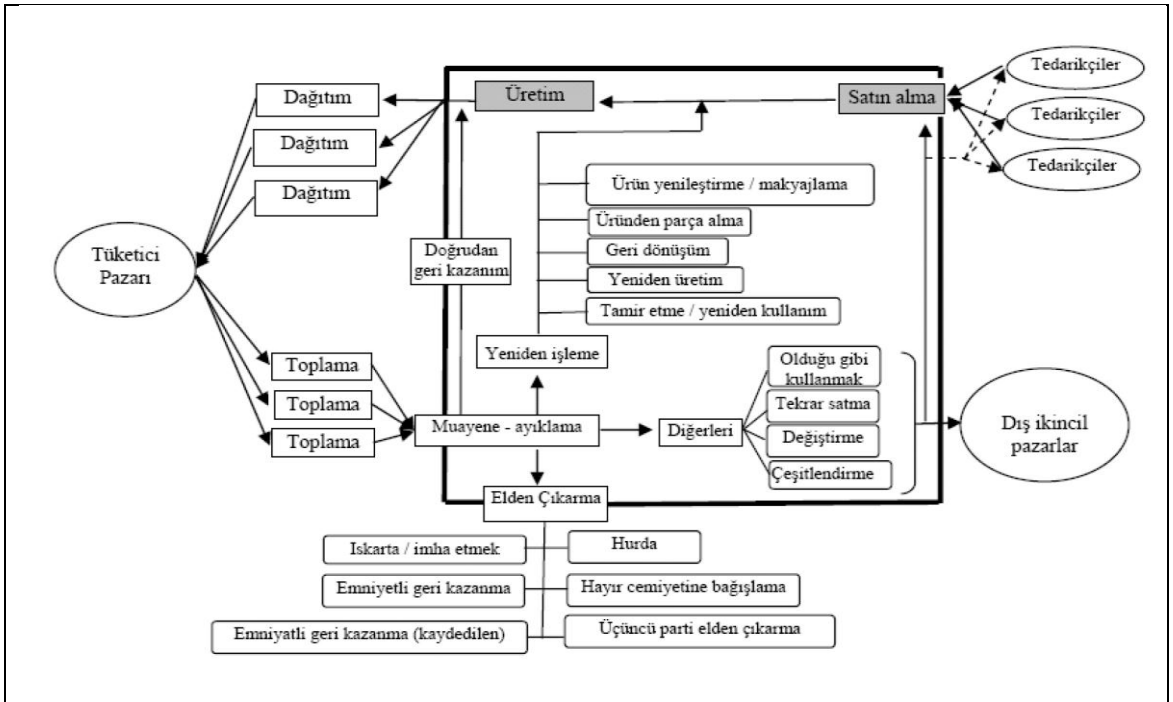 Tedarikçiler
Dağıtım
Üretim
Satın alma
Tedarikçiler
Dağıtım
Tedarikçiler
Dağıtım
Ürün yenileştirme / makyajlama
Üründen parça alma
Tüketici
Pazarı
Doğrudan
geri kazanım
Geri dönüşüm
Yeniden üretim
Tamir etme / yeniden kullanım
Yeniden işleme
Toplama
Toplama
Toplama
Muayene - ayıklama
Diğerleri
Olduğu gibi
kullanmak
Tekrar satma
Değiştirme
Çeşitlendirme
Dış ikincil
pazarlar
Elden Çıkarma
Iskarta / imha etmek
Hurda
Emniyetli geri kazanma
Hayır cemiyetine bağışlama
Emniyatli geri kazanma (kaydedilen)
Üçüncü parti elden çıkarma